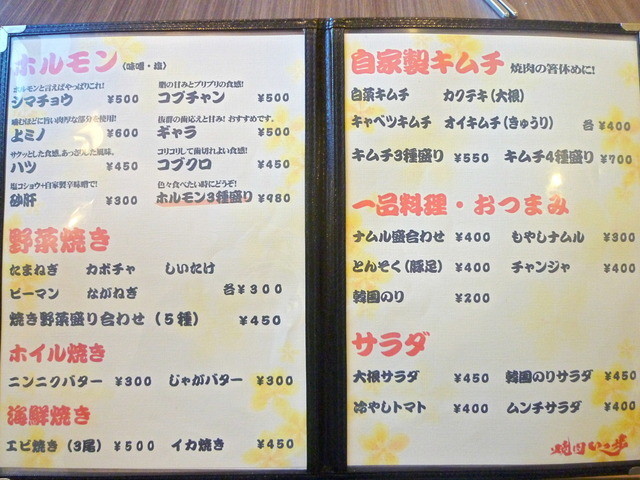 ホルモン (味噌・塩)
ホルモンと言えばやっぱりこれ!
シマチョウ ¥500
脂の甘みとプリプリの食感!
コプチャン ¥500
噛むほどに旨い肉厚な部分を使用!
上ミノ ¥600
抜群の歯応えと甘み!おすすめです。
ギャラ ¥500
サクッとした食感、あっさりした風味。
ハツ ¥450
コリコリして歯切れよい食感!
コブクロ ¥450
塩コショウ+自家製辛味噌で!
砂肝 ¥300
色々食べたい時にどうぞ!
ホルモン3種盛り ¥980
野菜焼き
たまねぎ カボチャ しいたけ
ピーマン ながねぎ 各¥300
焼き野菜盛り合わせ(5種) ¥450
ホイル焼き
ニンニクバター ¥300 じゃがバター ¥300
海鮮焼き
エビ焼き(3尾) ¥500 イカ焼き ¥450
自家製キムチ 焼肉の箸休めに!
白菜キムチ カクテキ(大根)
キャベツキムチ オイキムチ(きゅうり) 各¥400
キムチ3種盛り ¥550 キムチ4種盛り ¥700
一品料理・おつまみ
ナムル盛合わせ ¥400 もやしナムル ¥300
とんそく(豚足) ¥400 チャンジャ ¥400
韓国のり ¥200
サラダ
大根サラダ ¥450 韓国のりサラダ ¥450
冷やしトマト ¥400 ムンチサラダ ¥400
焼肉